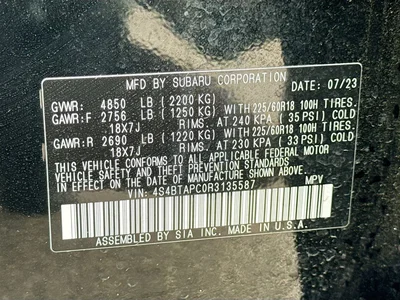 MFD BY SUBARU CORPORATION DATE: 07/23
GVWR: 4850 LB (2200 KG)
GAWR:F 2756 LB (1250 KG) WITH 225/60R18 100H TIRES.
18X7J RIMS. AT 240 KPA (35 PSI) COLD
GAWR:R 2690 LB (1220 KG) WITH 225/60R18 100H TIRES.
18X7J RIMS. AT 230 KPA (33 PSI) COLD
THIS VEHICLE CONFORMS TO ALL APPLICABLE FEDERAL MOTOR
VEHICLE SAFETY AND THEFT PREVENTION STANDARDS
IN EFFECT ON THE DATE OF MANUFACTURE SHOWN ABOVE.
VIN: 4S4BTAPC0R3135587 MPV
ASSEMBLED BY SIA INC. MADE IN U.S.A.